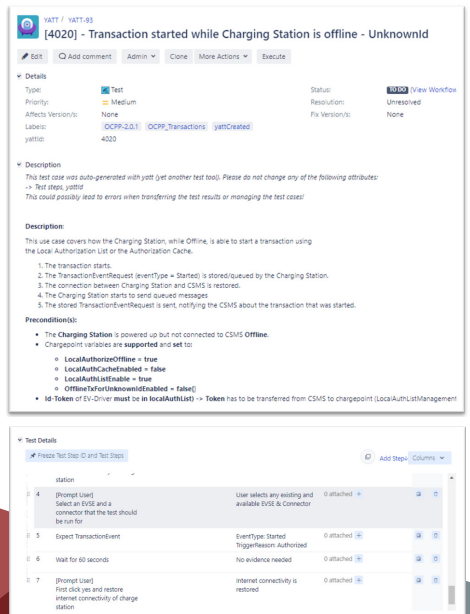 YATT / YATT-93
[4020] - Transaction started while Charging Station is offline - UnknownId
Edit Add comment Admin Clone More Actions Execute
Details
Type: Test Status: TO DO (View Workflow
Priority: Medium Resolution: Unresolved
Affects Version/s: None Fix Version/s: None
Labels: OCPP-2.0.1 OCPP_Transactions yattCreated
yattId: 4020
Description
This test case was auto-generated with yatt (yet another test tool). Please do not change any of the following attributes:
-> Test steps, yattId
This could possibly lead to errors when transferring the test results or managing the test cases!
Description:
This use case covers how the Charging Station, while Offline, is able to start a transaction using
the Local Authorization List or the Authorization Cache.
1. The transaction starts.
2. The TransactionEventRequest (eventType = Started) is stored/queued by the Charging Station.
3. The connection between Charging Station and CSMS is restored.
4. The Charging Station starts to send queued messages
5. The stored TransactionEventRequest is sent, notifying the CSMS about the transaction that was started.
Precondition(s):
• The Charging Station is powered up but not connected to CSMS Offline.
• Chargepoint variables are supported and set to:
o LocalAuthorizeOffline = true
o LocalAuthCacheEnabled = false
o LocalAuthListEnable = true
o OfflineTxForUnknownIdEnabled = false()
• Id-Token of EV-Driver must be in localAuthList) -> Token has to be transferred from CSMS to chargepoint (LocalAuthListManagement
Test Details
Freeze Test Step ID and Test Steps Add Steps Columns
station
4 [Prompt User] User selects any existing and 0 attached +
Select an EVSE and a available EVSE & Connector
connector that the test should
be run for
5 Expect TransactionEvent EventType: Started 0 attached +
TriggerReason: Authorized
6 Wait for 60 seconds No evidence needed 0 attached +
7 [Prompt User] Internet connectivity is 0 attached +
First click yes and restore restored
internet connectivity of charge
station